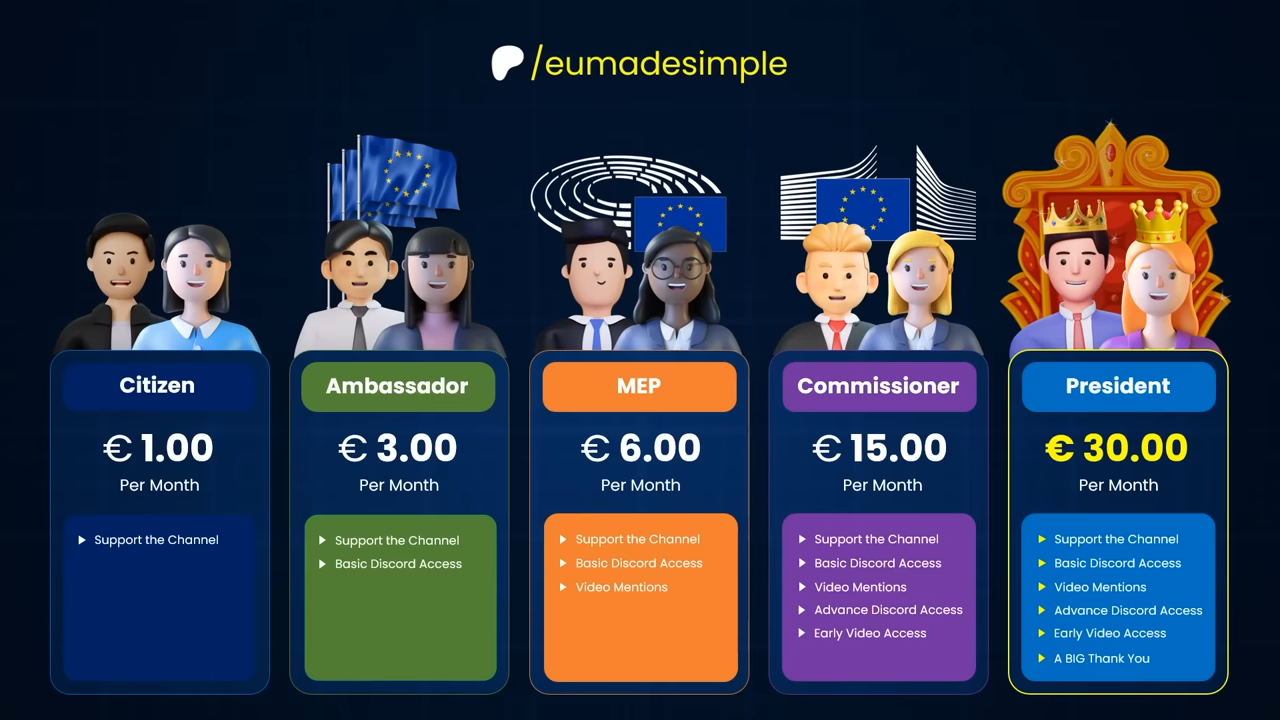 /eumadesimple
Citizen
€ 1.00
Per Month
Support the Channel
Ambassador
€ 3.00
Per Month
Support the Channel
Basic Discord Access
MEP
€ 6.00
Per Month
Support the Channel
Basic Discord Access
Video Mentions
Commissioner
€ 15.00
Per Month
Support the Channel
Basic Discord Access
Video Mentions
Advance Discord Access
Early Video Access
President
€ 30.00
Per Month
Support the Channel
Basic Discord Access
Video Mentions
Advance Discord Access
Early Video Access
A BIG Thank You